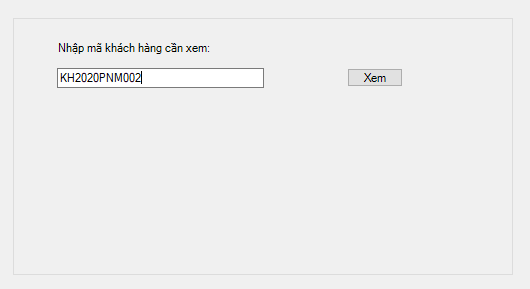 Nhập mã khách hàng cần xem:
KH2020PNM002
Xem